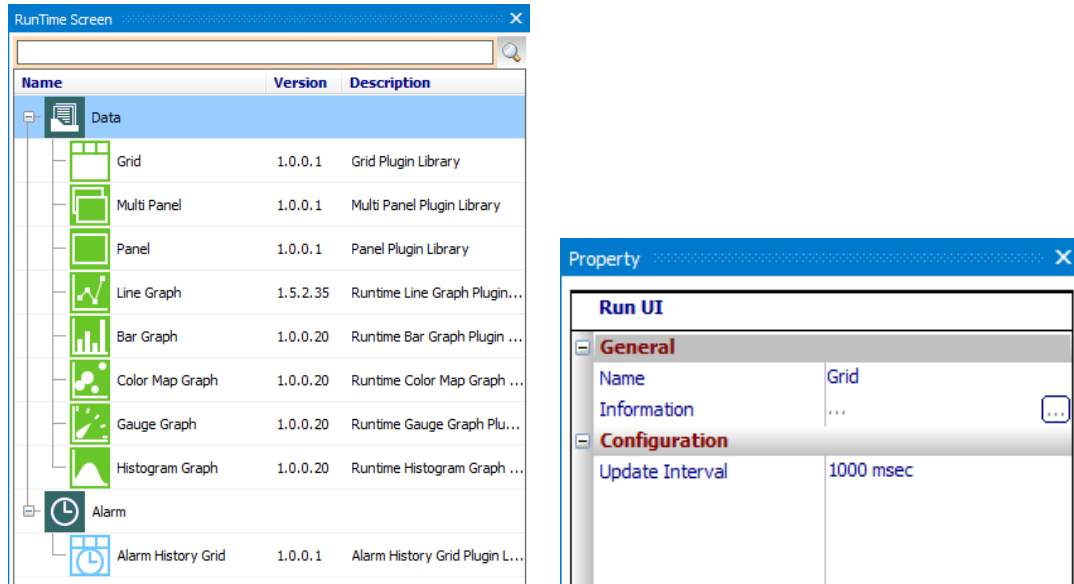 RunTime Screen
Name Version Description
Data
Grid 1.0.0.1 Grid Plugin Library
Multi Panel 1.0.0.1 Multi Panel Plugin Library
Panel 1.0.0.1 Panel Plugin Library
Line Graph 1.5.2.35 Runtime Line Graph Plugin...
Bar Graph 1.0.0.20 Runtime Bar Graph Plugin ...
Color Map Graph 1.0.0.20 Runtime Color Map Graph ...
Gauge Graph 1.0.0.20 Runtime Gauge Graph Plu...
Histogram Graph 1.0.0.20 Runtime Histogram Graph ...
Alarm
Alarm History Grid 1.0.0.1 Alarm History Grid Plugin L...
Property
Run UI
General
Name Grid
Information ... ...
Configuration
Update Interval 1000 msec